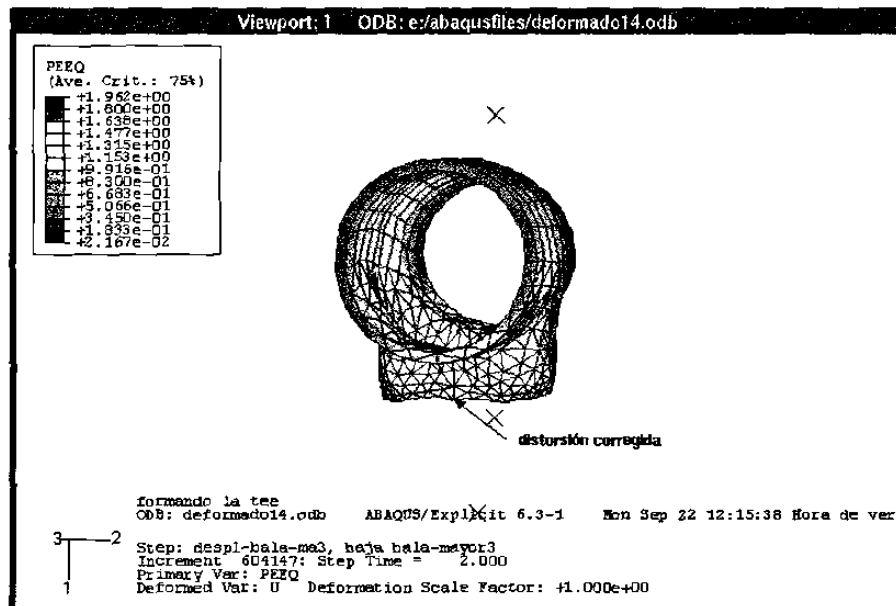 Viewport: 1 ODB: e:/abaqusfiles/deformado14.odb
PEEQ
(Ave. Crit.: 75%)
+1.962e+00
+1.800e+00
+1.638e+00
+1.477e+00
+1.315e+00
+1.153e+00
+9.916e-01
+8.300e-01
+6.683e-01
+5.066e-01
+3.450e-01
+1.833e-01
+2.167e-02
distorsión corregida
formando la tee
ODB: deformado14.odb ABAQUS/Explicit 6.3-1 Mon Sep 22 12:15:38 Hora de ver
3 2
1
Step: despl-bala-ma3, baja bala-mayor3
Increment 604147: Step Time = 2.000
Primary Var: PEEQ
Deformed Var: U Deformation Scale Factor: +1.000e+00